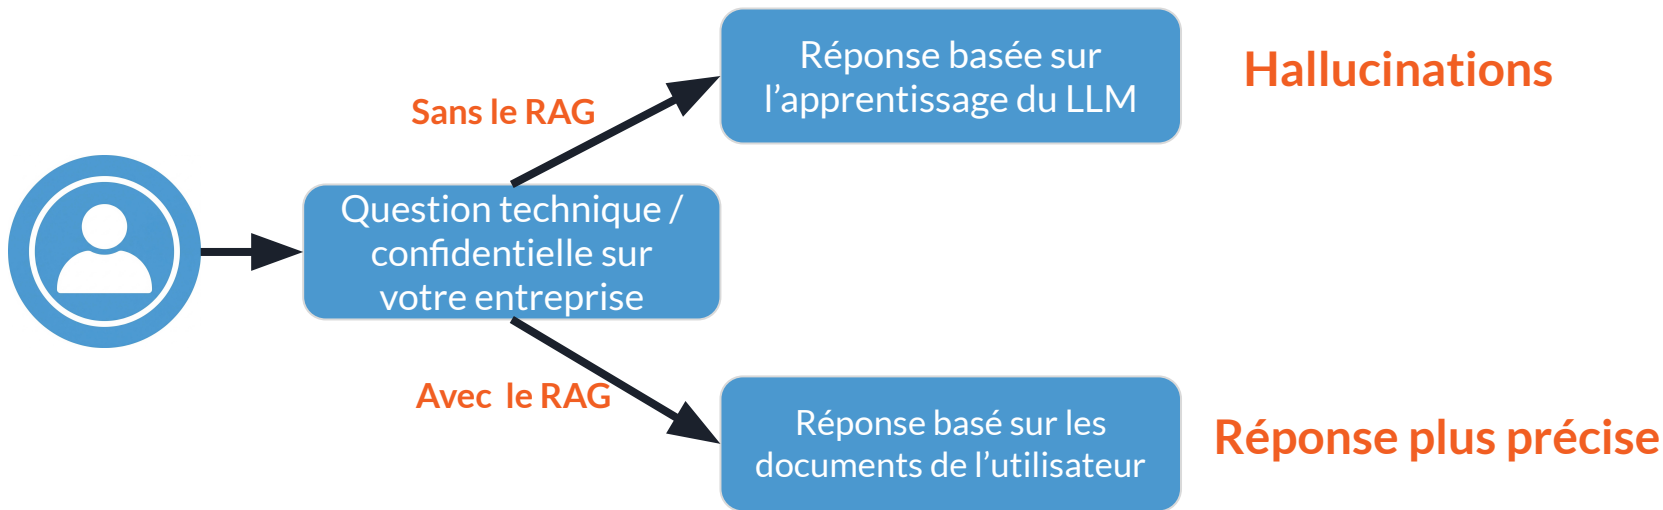 Réponse basée sur
l’apprentissage du LLM
Hallucinations
Sans le RAG
Question technique /
confidentielle sur
votre entreprise
Avec  le RAG
Réponse basé sur les
documents de l’utilisateur
Réponse plus précise